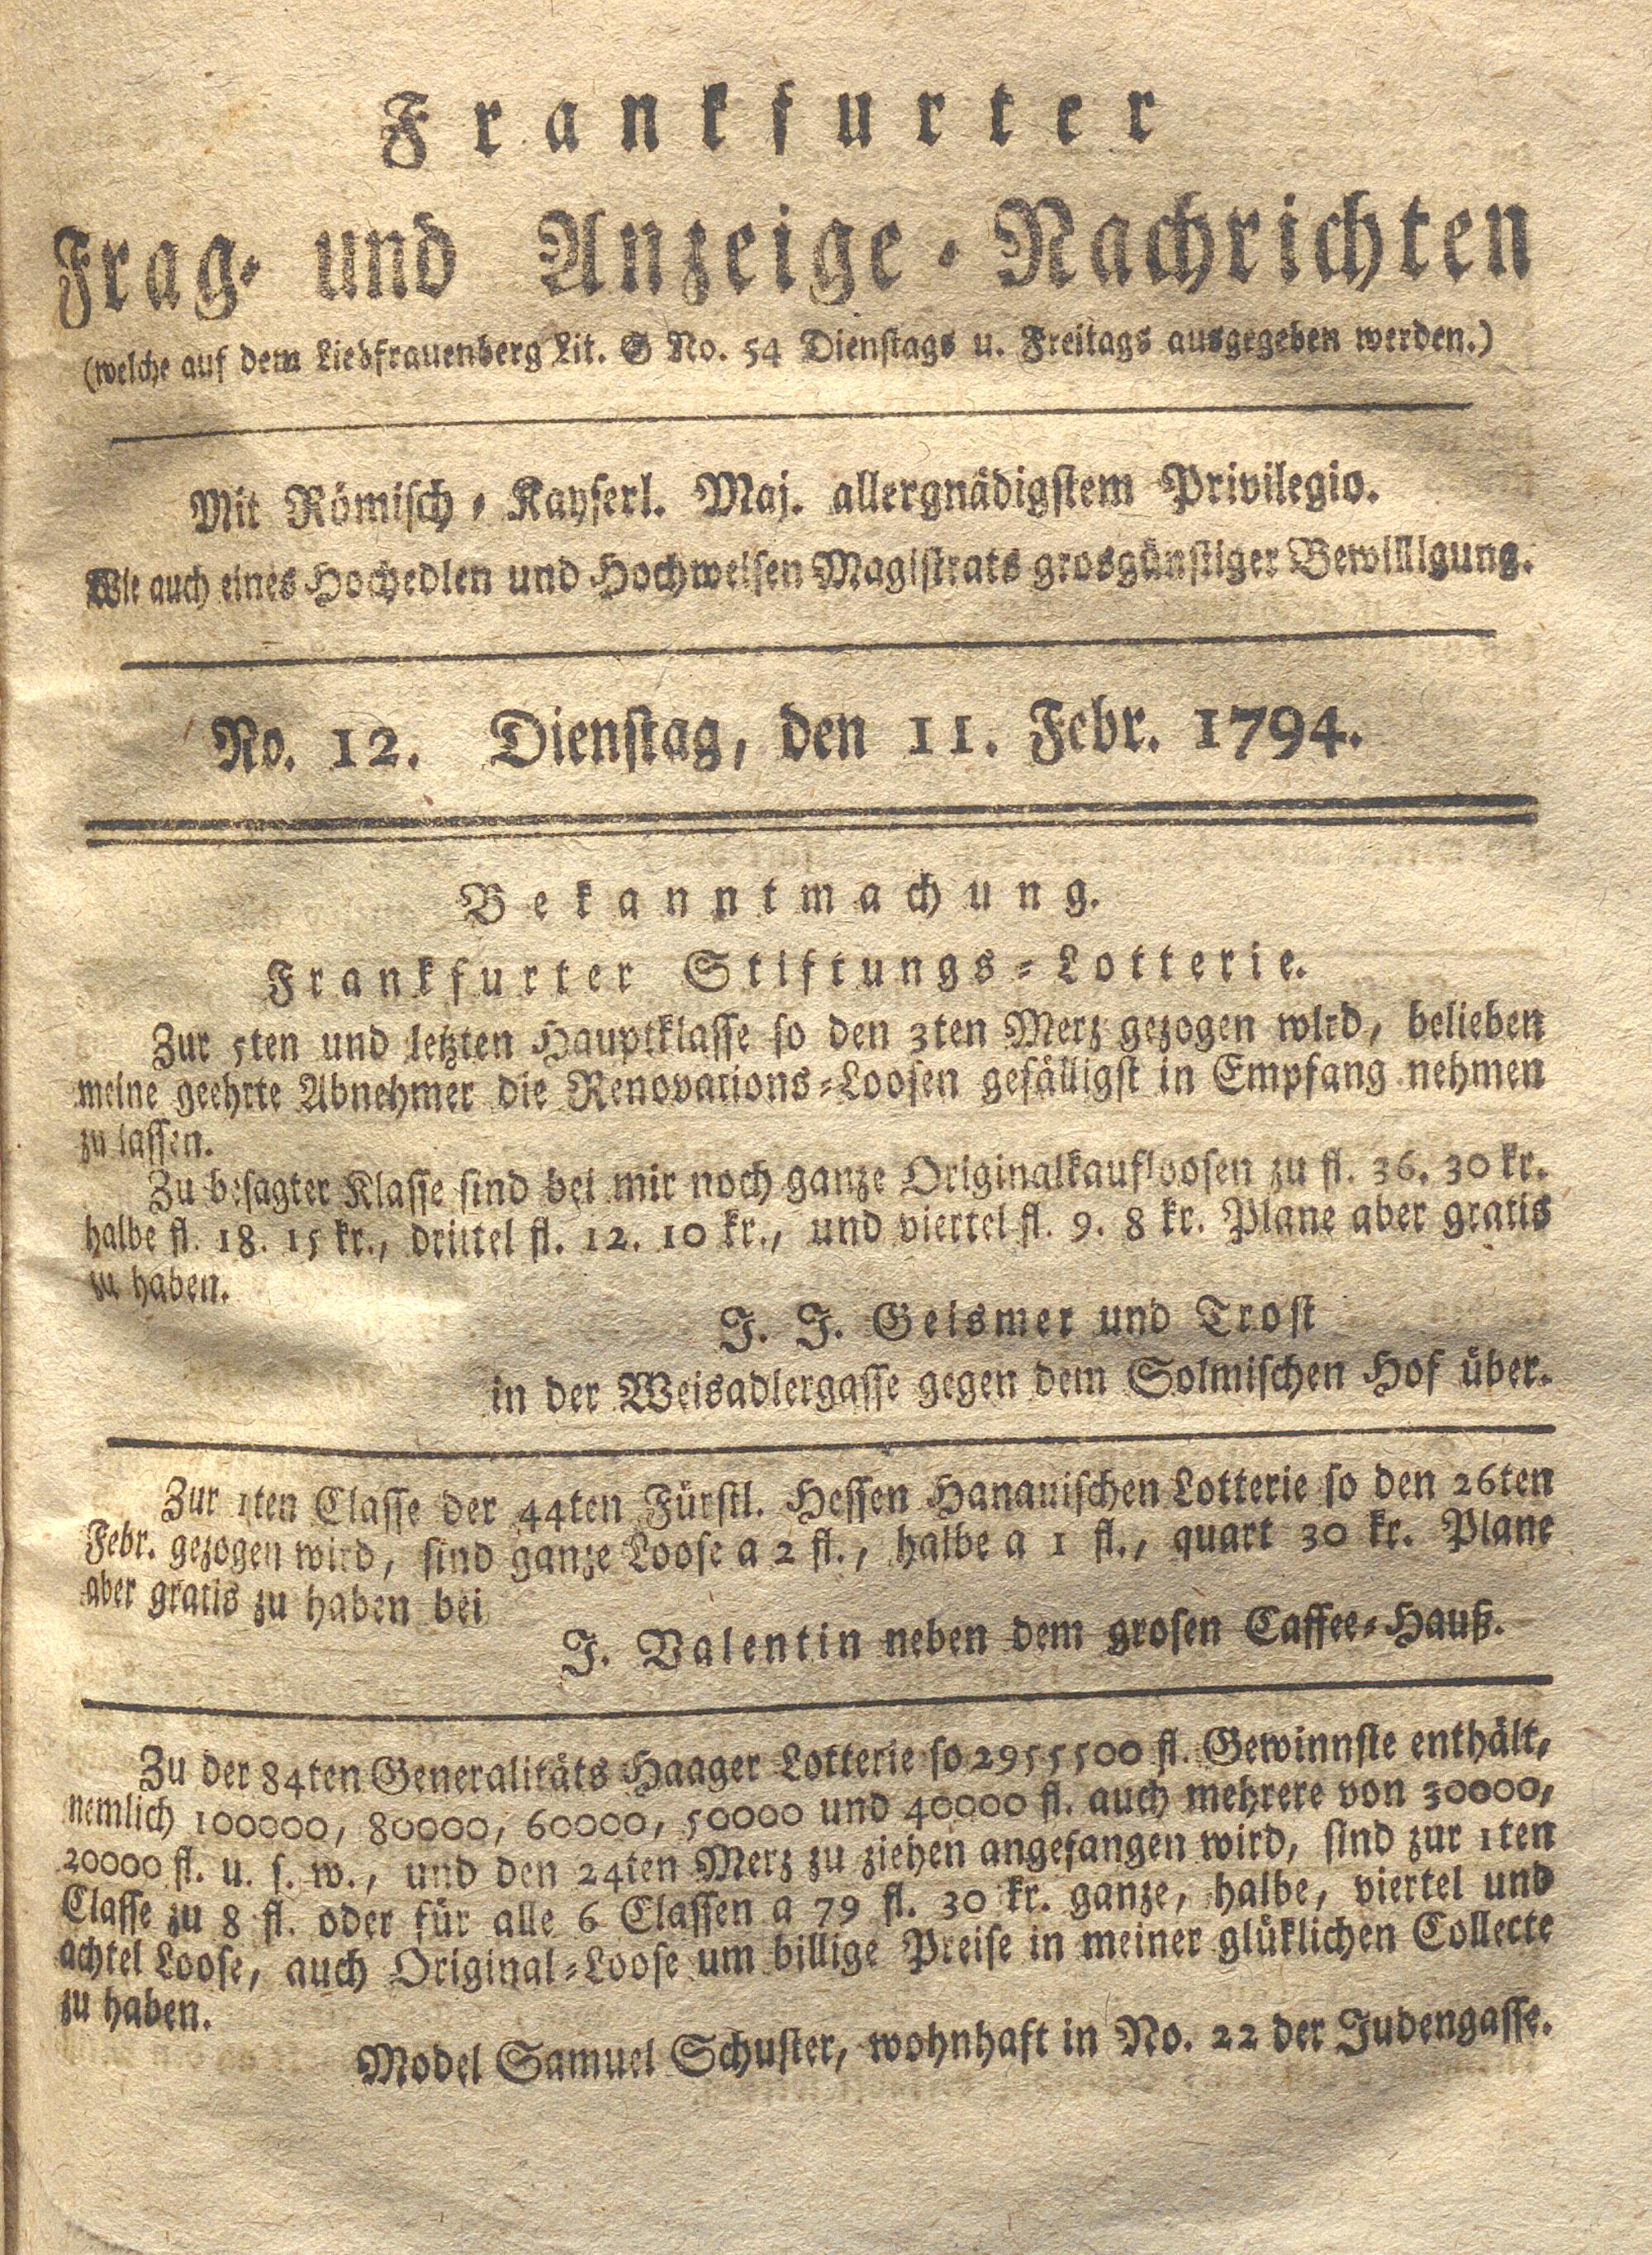 Frankfurter
Frag- und Anzeige-Nachrichten
(welche auf dem Liebfrauenberg Lit. G No. 54 Dienstags u. Freitags ausgegeben werden.)
Mit Römisch-Kayserl. Maj. allergnädigstem Privilegio.
Wie auch eines Hochedlen und Hochweisen Magistrats grosgünstiger Bewilligung.
No. 12. Dienstag, den 11. Febr. 1794.
Bekanntmachung.
Frankfurter Stiftungs-Lotterie.
Zur 5ten und letzten Hauptklasse so den 3ten Merz gezogen wird, belieben
meine geehrte Abnehmer die Renovations-Loosen gefälligst in Empfang nehmen
zu lassen.
Zu besagter Klasse sind bei mir noch ganze Originalkaufloosen zu fl. 36. 30 kr.
halbe fl. 18. 15 kr., drittel fl. 12. 10 kr., und viertel fl. 9. 8 kr. Plane aber gratis
zu haben.
J. J. Geismer und Trost
in der Weisadlergasse gegen dem Solmischen Hof über.
Zur 1ten Classe der 44ten Fürstl. Hessen Hanauischen Lotterie so den 26ten
Febr. gezogen wird, sind ganze Loose a 2 fl., halbe a 1 fl., quart 30 kr. Plane
aber gratis zu haben bei
J. Valentin neben dem grosen Caffee-Hauß.
Zu der 84ten Generalitäts Haager Lotterie so 2955500 fl. Gewinnste enthält,
nemlich 100000, 80000, 60000, 50000 und 40000 fl. auch mehrere von 30000,
20000 fl. u. s. w., und den 24ten Merz zu ziehen angefangen wird, sind zur 1ten
Classe zu 8 fl. oder für alle 6 Classen a 79 fl. 30 kr. ganze, halbe, viertel und
achtel Loose, auch Original-Loose um billige Preise in meiner glüklichen Collecte
zu haben.
Model Samuel Schuster, wohnhaft in No. 22 der Judengasse.